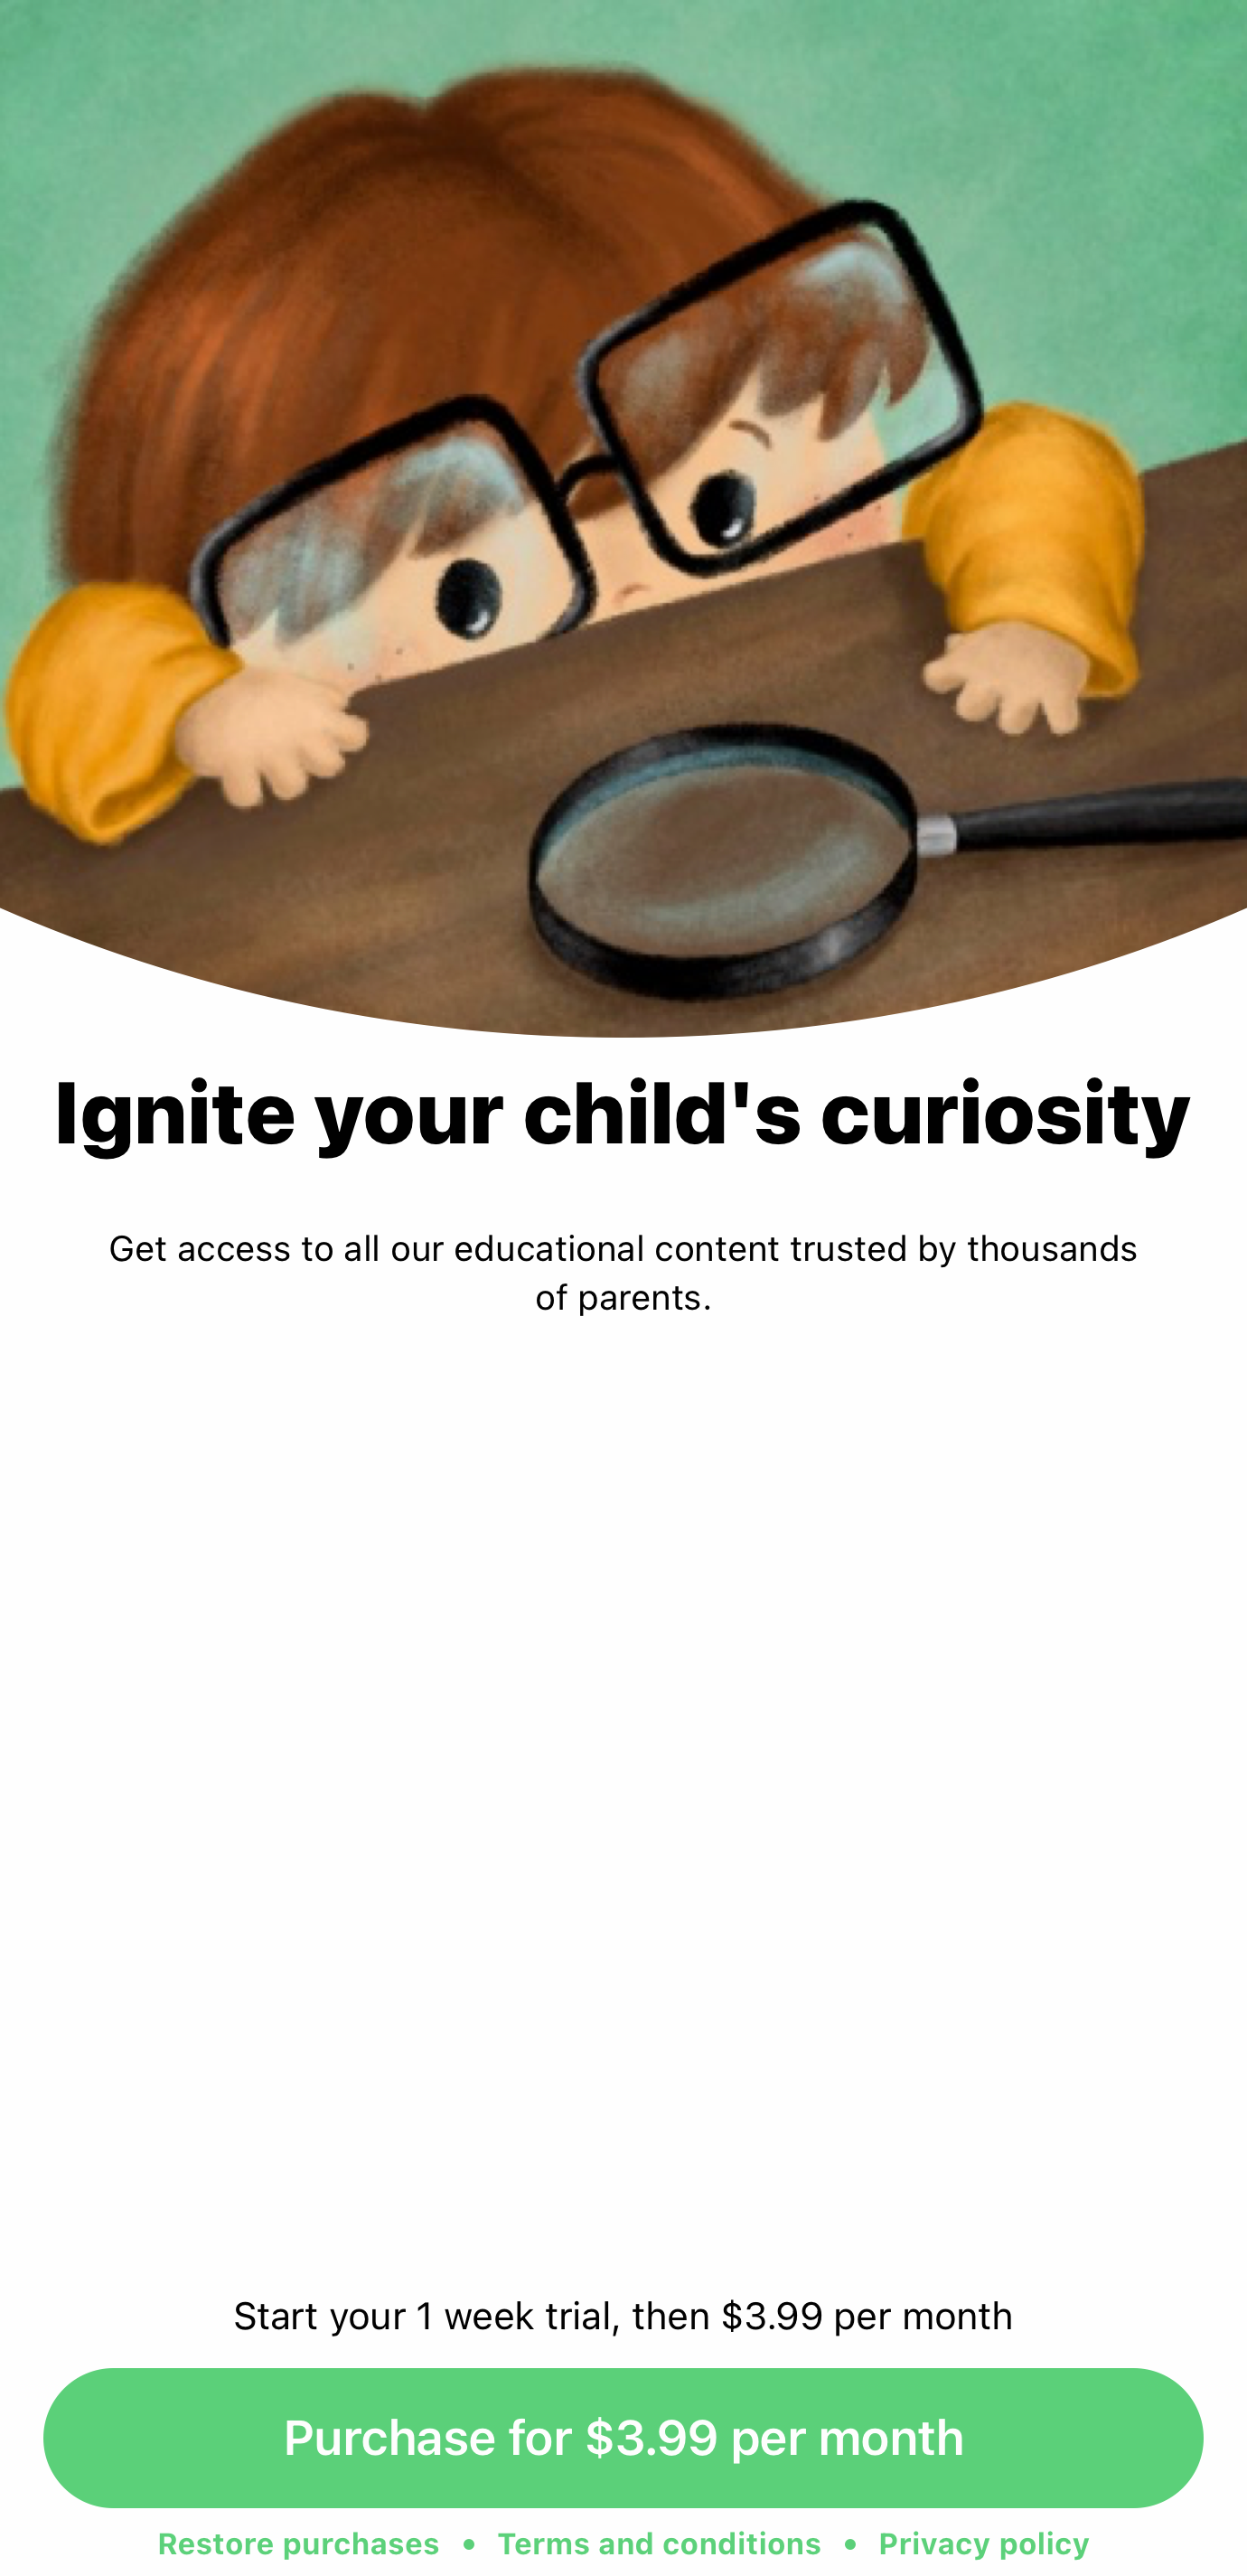 Ignite your child's curiosity
Get access to all our educational content trusted by thousands
of parents.
Start your 1 week trial, then $3.99 per month
Purchase for $3.99 per month
Restore purchases • Terms and conditions • Privacy policy